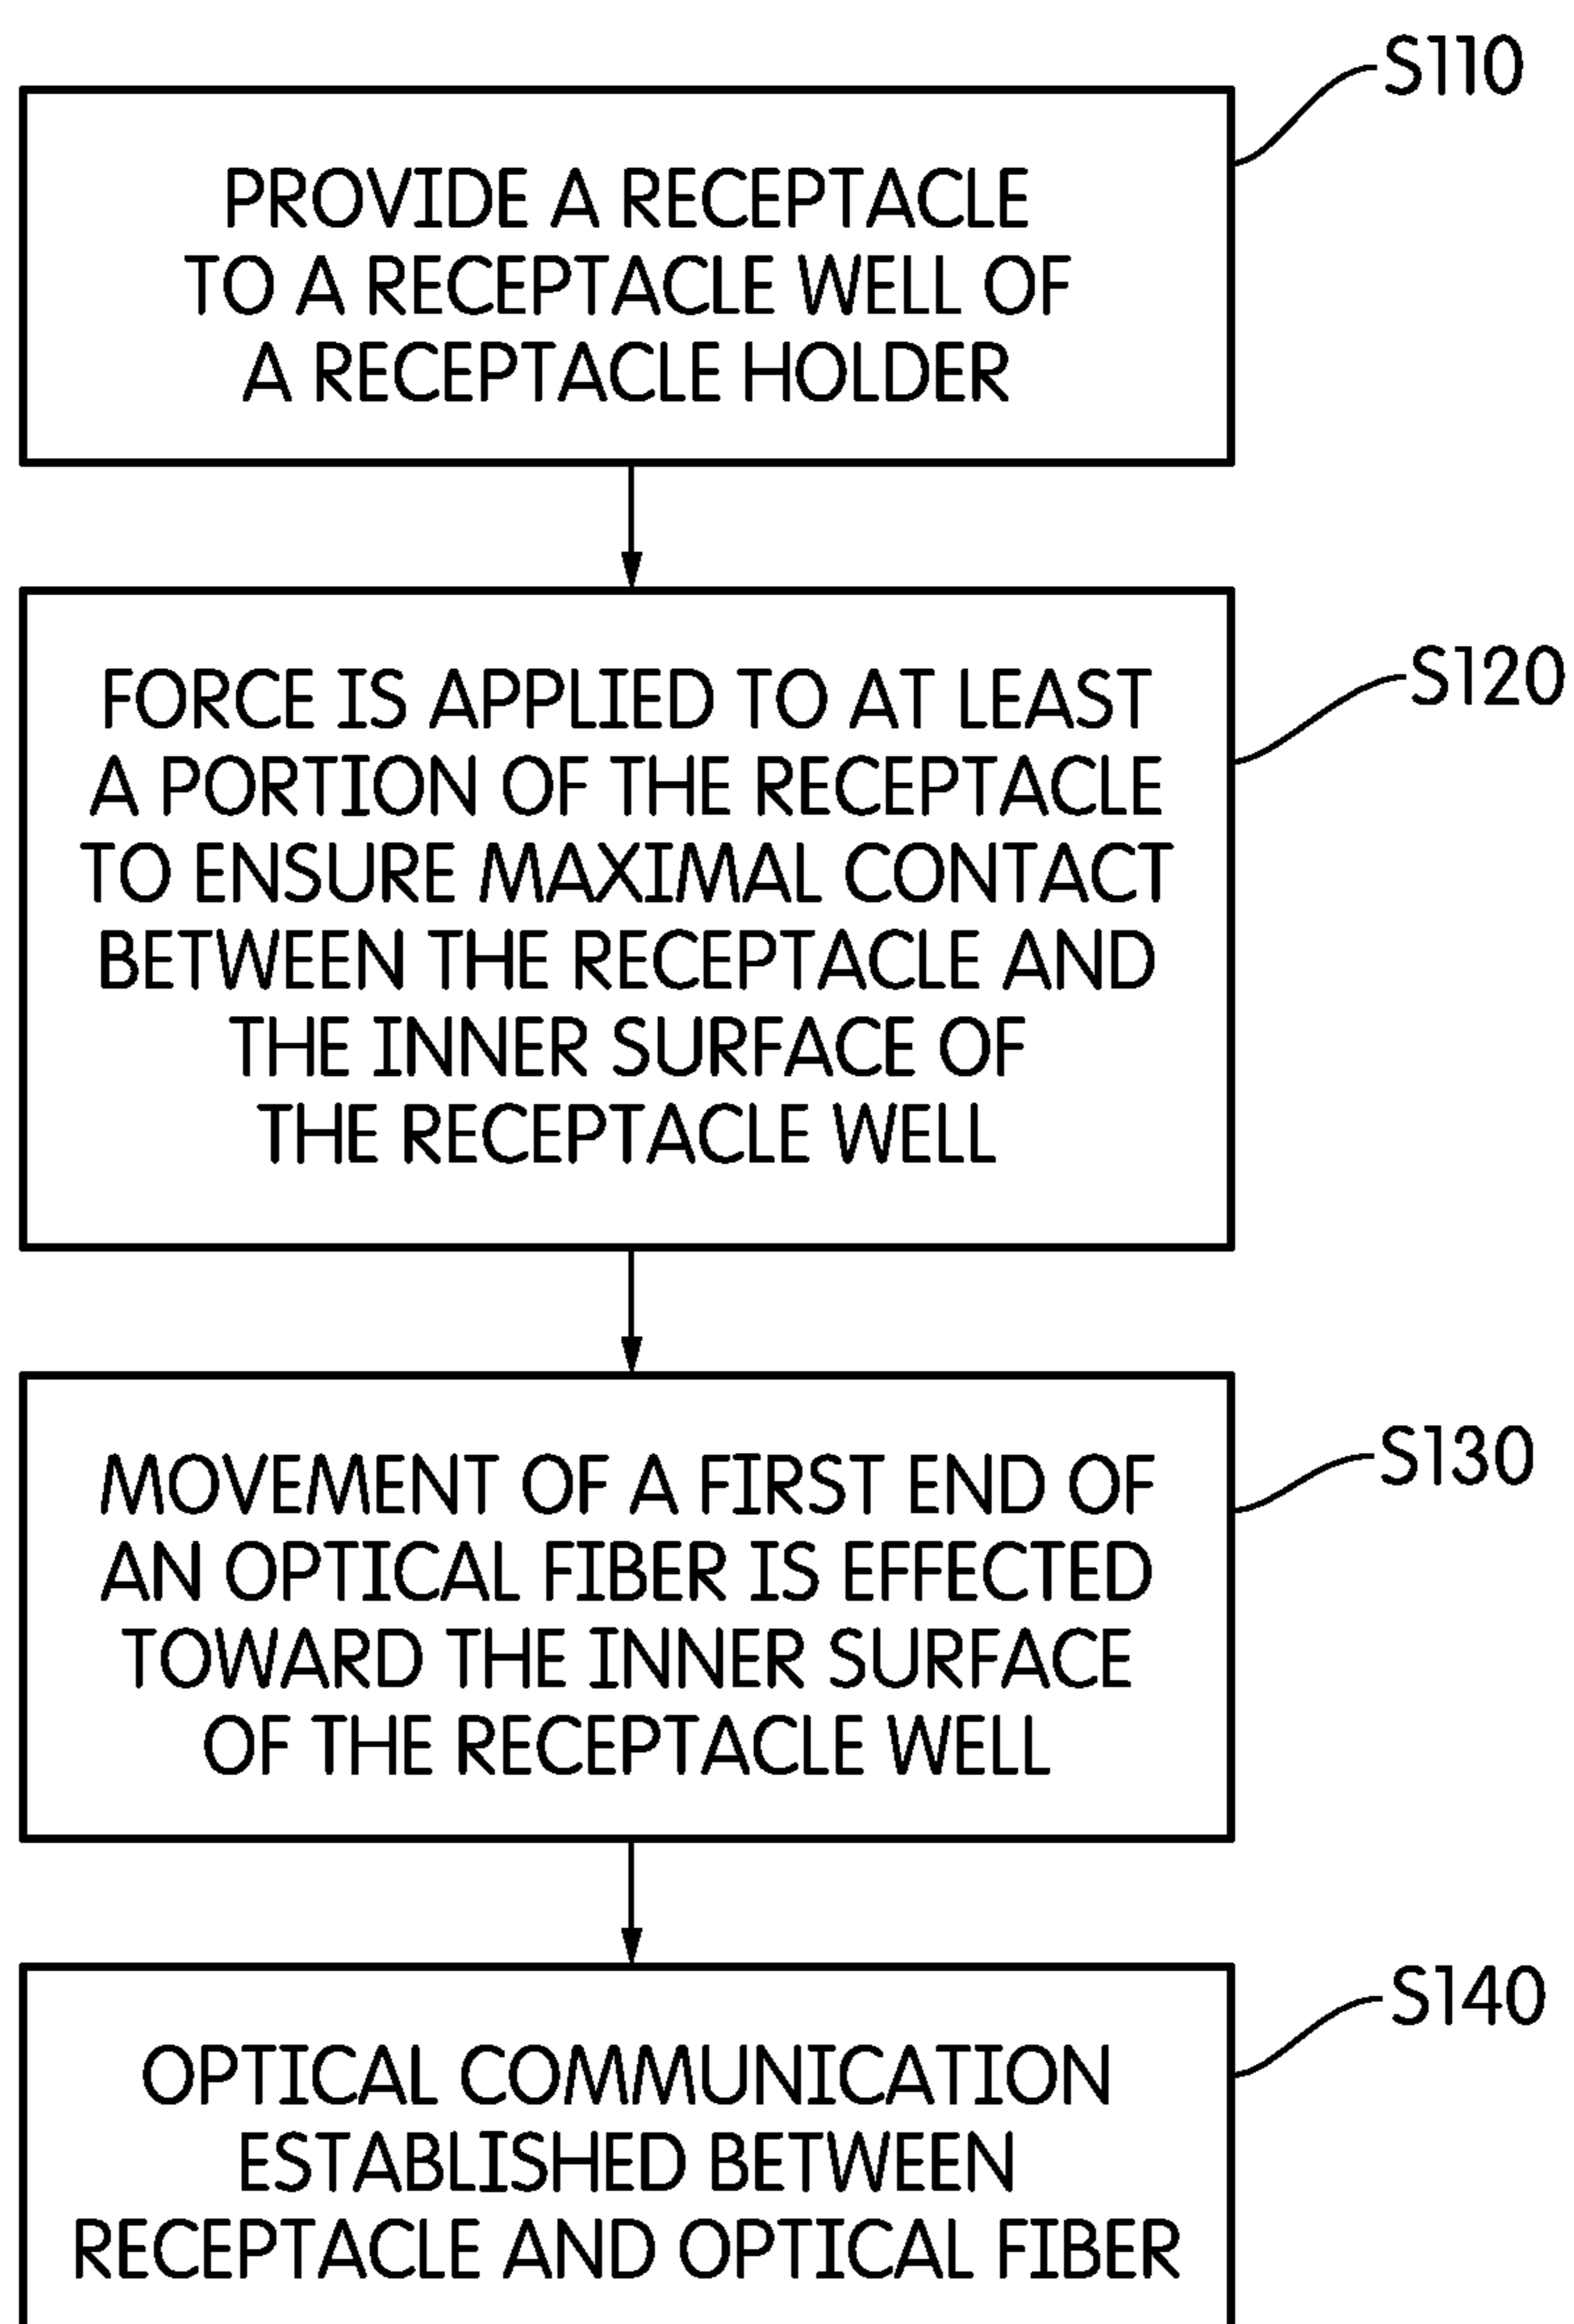 S110
PROVIDE A RECEPTACLE
TO A RECEPTACLE WELL OF
A RECEPTACLE HOLDER
S120
FORCE IS APPLIED TO AT LEAST
A PORTION OF THE RECEPTACLE
TO ENSURE MAXIMAL CONTACT
BETWEEN THE RECEPTACLE AND
THE INNER SURFACE OF
THE RECEPTACLE WELL
S130
MOVEMENT OF A FIRST END OF
AN OPTICAL FIBER IS EFFECTED
TOWARD THE INNER SURFACE
OF THE RECEPTACLE WELL
S140
OPTICAL COMMUNICATION
ESTABLISHED BETWEEN
RECEPTACLE AND OPTICAL FIBER